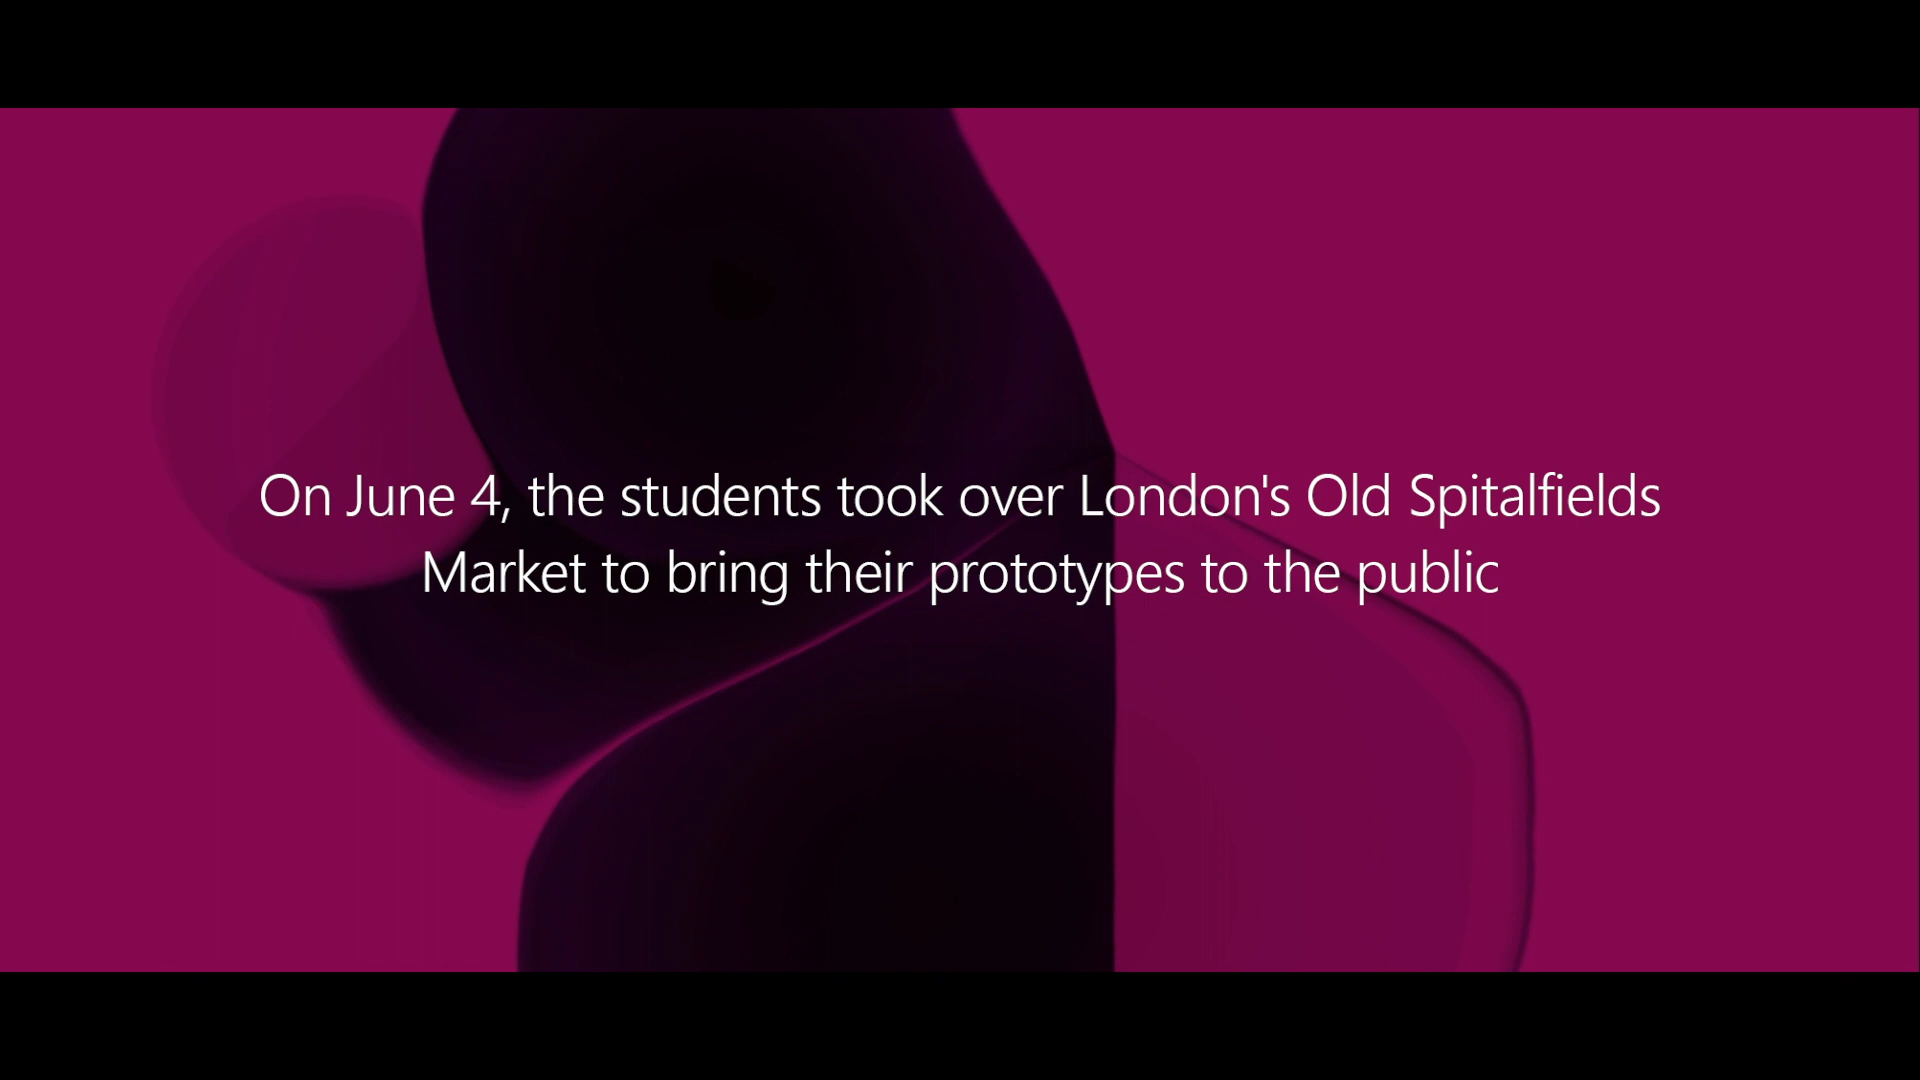 On June 4, the students took over London's Old Spitalfields
Market to bring their prototypes to the public